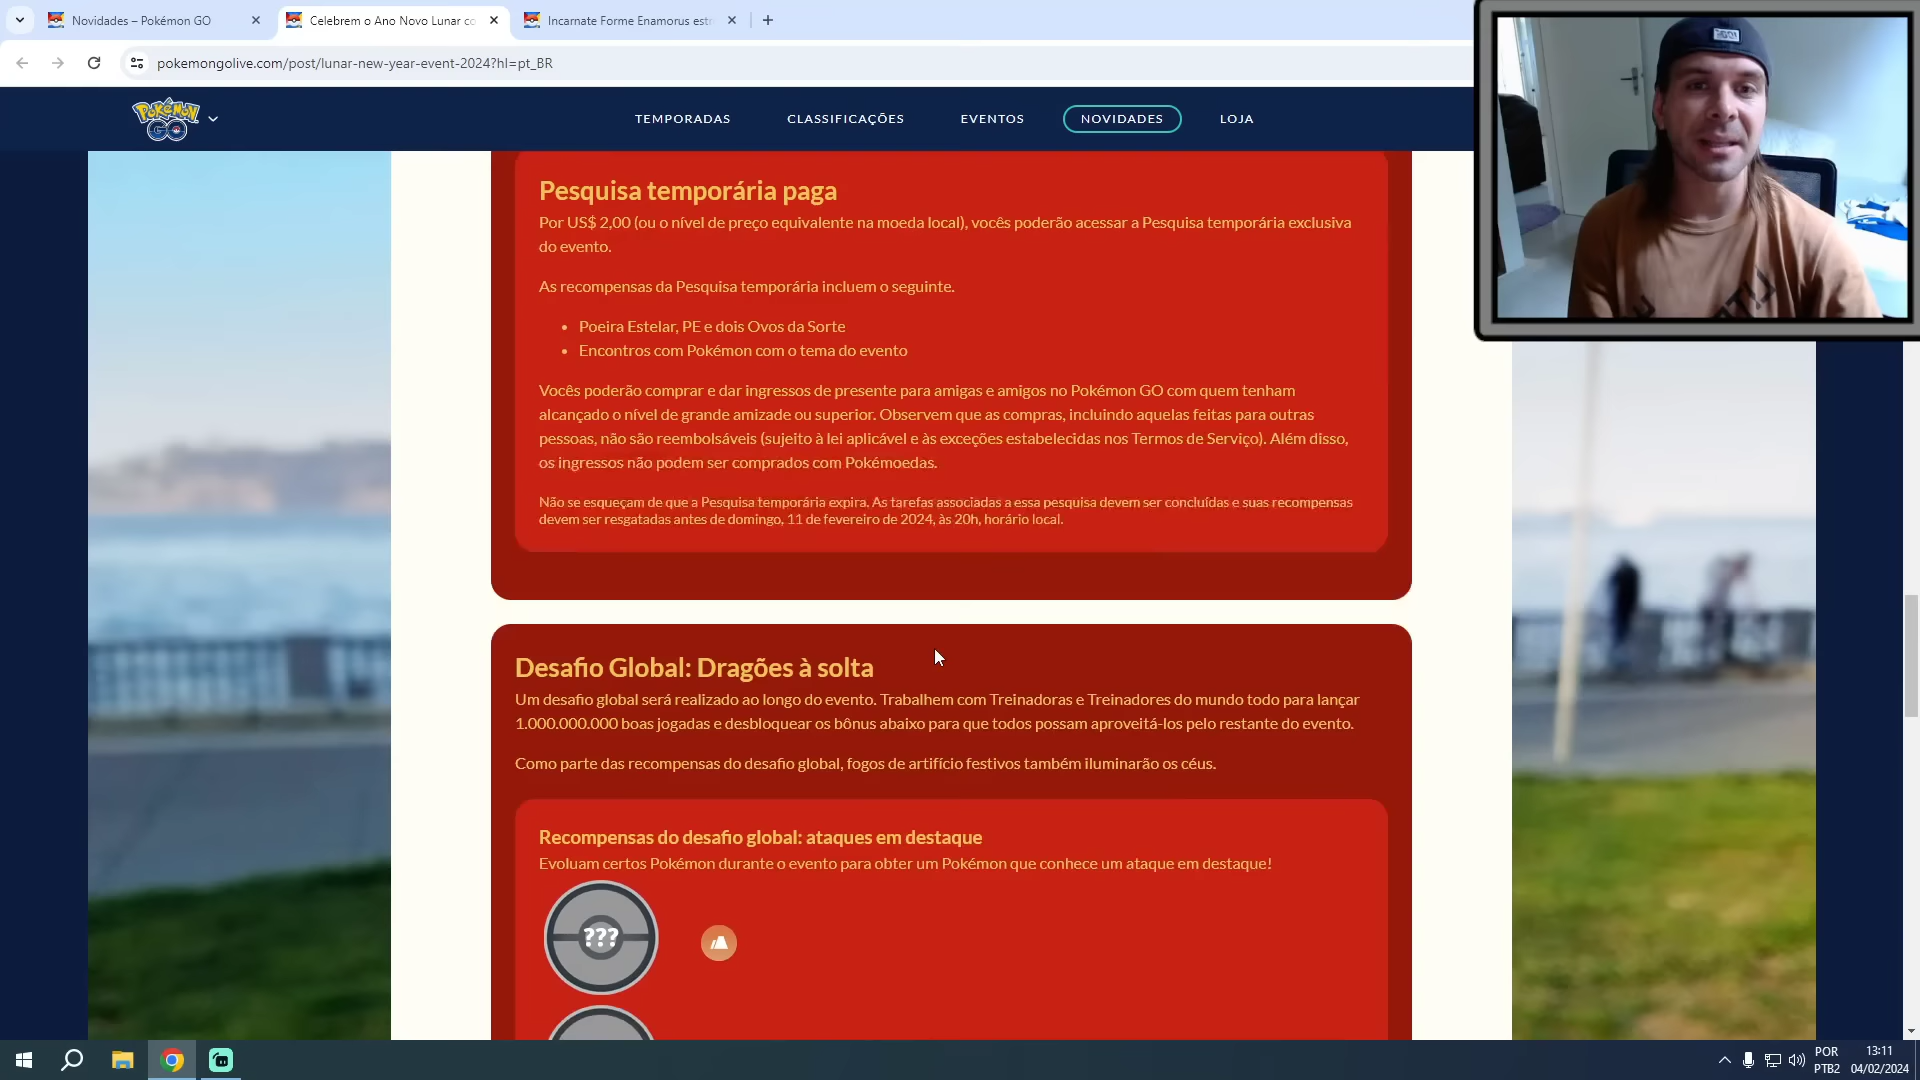 Novidades – Pokémon GO
Celebrem o Ano Novo Lunar co
Incarnate Forme Enamorus estr
pokemongolive.com/post/lunar-new-year-event-2024?hl=pt_BR
POKÉMON GO
TEMPORADAS
CLASSIFICAÇÕES
EVENTOS
NOVIDADES
LOJA
Pesquisa temporária paga
Por US$ 2,00 (ou o nível de preço equivalente na moeda local), vocês poderão acessar a Pesquisa temporária exclusiva
do evento.
As recompensas da Pesquisa temporária incluem o seguinte.
• Poeira Estelar, PE e dois Ovos da Sorte
• Encontros com Pokémon com o tema do evento
Vocês poderão comprar e dar ingressos de presente para amigas e amigos no Pokémon GO com quem tenham
alcançado o nível de grande amizade ou superior. Observem que as compras, incluindo aquelas feitas para outras
pessoas, não são reembolsáveis (sujeito à lei aplicável e às exceções estabelecidas nos Termos de Serviço). Além disso,
os ingressos não podem ser comprados com Pokémoedas.
Não se esqueçam de que a Pesquisa temporária expira. As tarefas associadas a essa pesquisa devem ser concluídas e suas recompensas
devem ser resgatadas antes de domingo, 11 de fevereiro de 2024, às 20h, horário local.
Desafio Global: Dragões à solta
Um desafio global será realizado ao longo do evento. Trabalhem com Treinadoras e Treinadores do mundo todo para lançar
1.000.000.000 boas jogadas e desbloquear os bônus abaixo para que todos possam aproveitá-los pelo restante do evento.
Como parte das recompensas do desafio global, fogos de artifício festivos também iluminarão os céus.
Recompensas do desafio global: ataques em destaque
Evoluam certos Pokémon durante o evento para obter um Pokémon que conhece um ataque em destaque!
???
POR
PTB2
13:11
04/02/2024